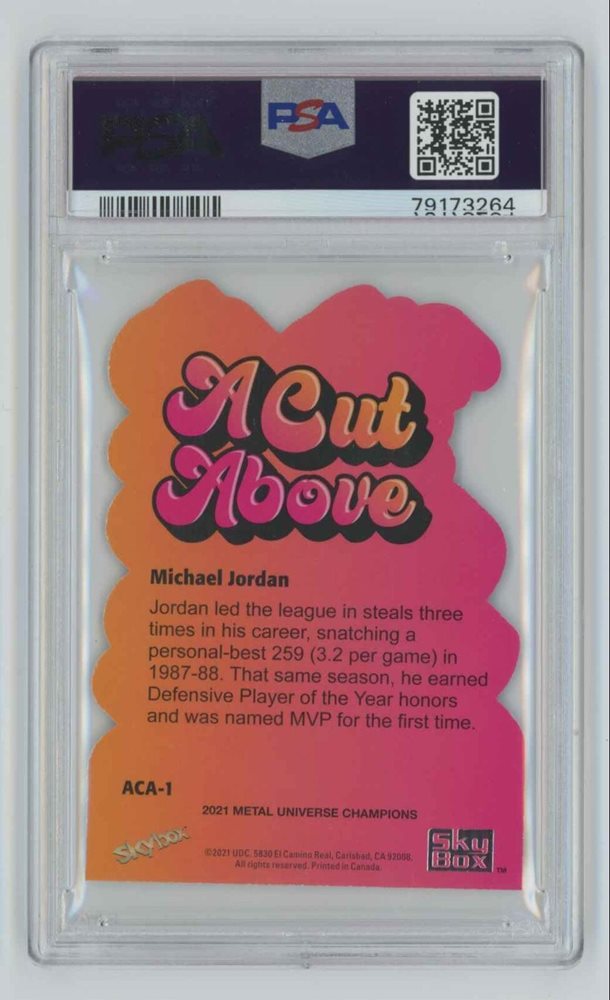 PSA
PSA
79173264
A Cut
Above
Michael Jordan
Jordan led the league in steals three
times in his career, snatching a
personal-best 259 (3.2 per game) in
1987-88. That same season, he earned
Defensive Player of the Year honors
and was named MVP for the first time.
ACA-1
2021 METAL UNIVERSE CHAMPIONS
Skybox
©2021 UDC. 5830 El Camino Real, Carlsbad, CA 92008.
All rights reserved. Printed in Canada.
Sky
Box
TM